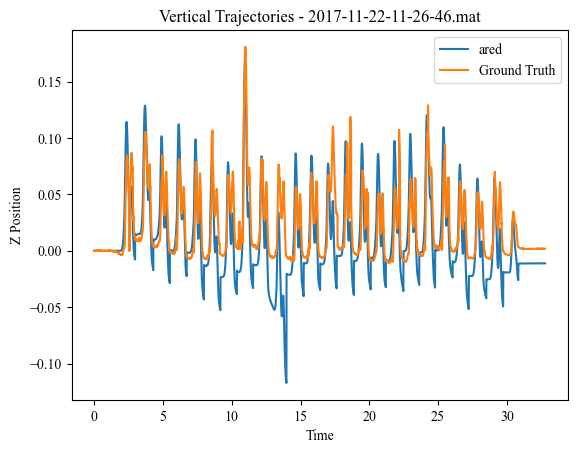 Vertical Trajectories - 2017-11-22-11-26-46.mat
ared
Ground Truth
Z Position
0.15
0.10
0.05
0.00
−0.05
−0.10
0 5 10 15 20 25 30
Time